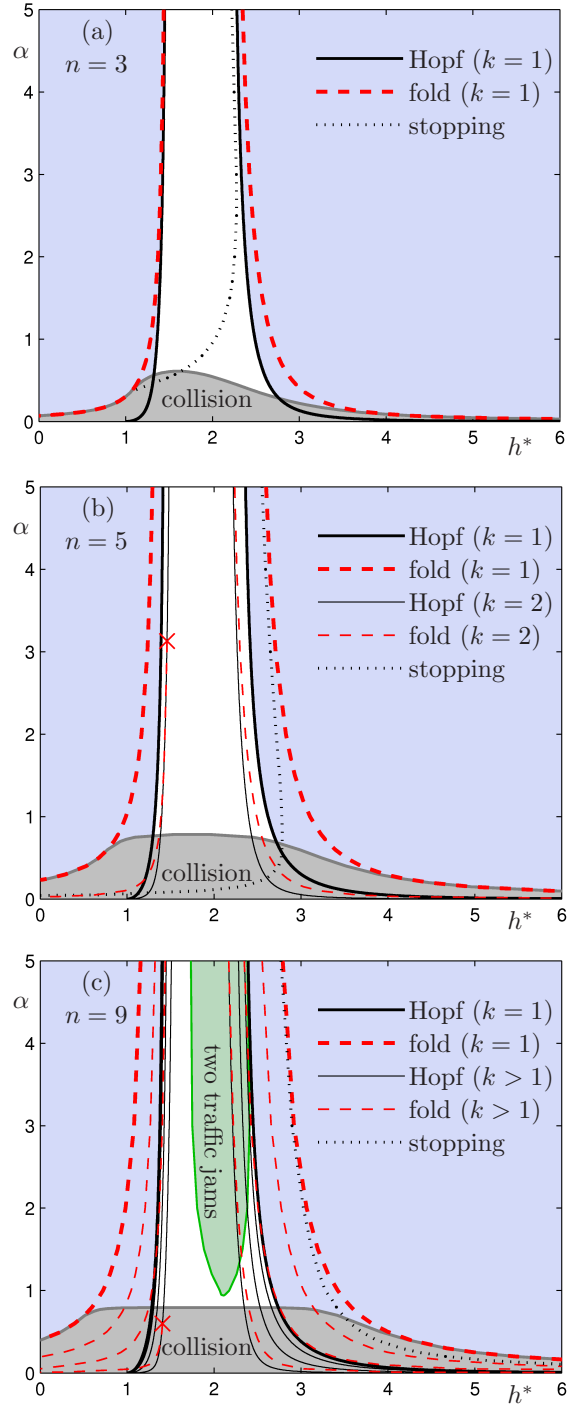 (a)
α
n = 3
Hopf (k = 1)
fold (k = 1)
stopping
collision
5
4
3
2
1
0
0 1 2 3 4 5 6
h*
(b)
α
n = 5
Hopf (k = 1)
fold (k = 1)
Hopf (k = 2)
fold (k = 2)
stopping
collision
5
4
3
2
1
0
0 1 2 3 4 5 6
h*
(c)
α
n = 9
Hopf (k = 1)
fold (k = 1)
Hopf (k > 1)
fold (k > 1)
stopping
two traffic jams
collision
5
4
3
2
1
0
0 1 2 3 4 5 6
h*